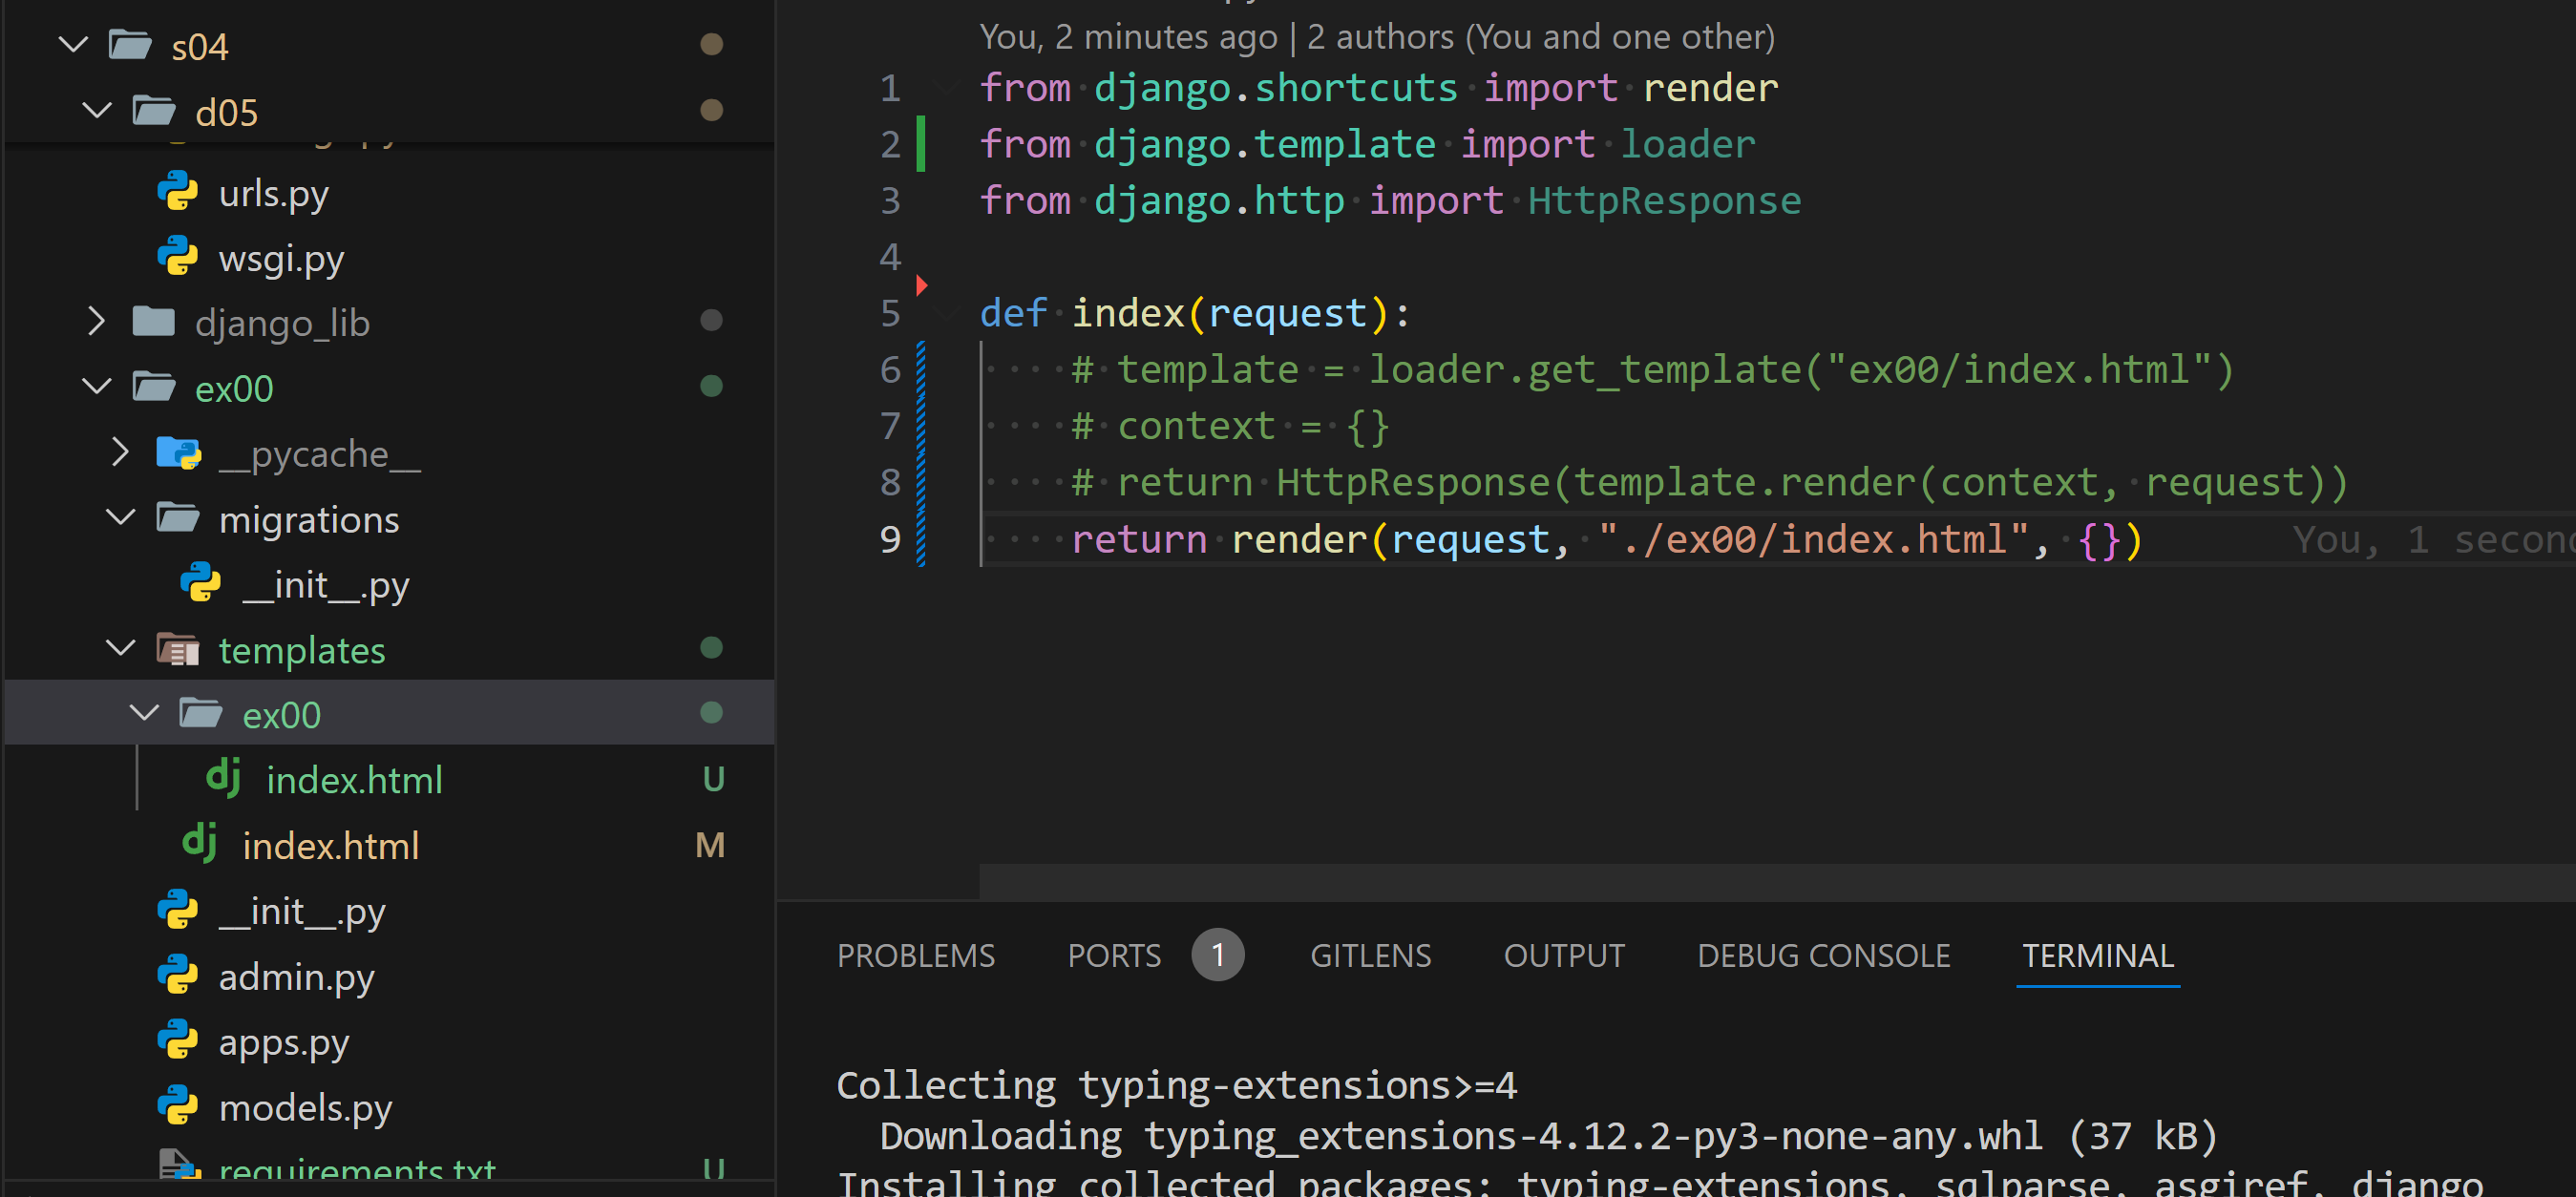 s04
d05
urls.py
wsgi.py
django_lib
ex00
__pycache__
migrations
__init__.py
templates
ex00
index.html U
index.html M
__init__.py
admin.py
apps.py
models.py
requirements.txt U
You, 2 minutes ago | 2 authors (You and one other)
1 from django.shortcuts import render
2 from django.template import loader
3 from django.http import HttpResponse
4
5 def index(request):
6 # template = loader.get_template("ex00/index.html")
7 # context = {}
8 # return HttpResponse(template.render(context, request))
9 return render(request, "./ex00/index.html", {}) You, 1 second
PROBLEMS PORTS 1 GITLENS OUTPUT DEBUG CONSOLE TERMINAL
Collecting typing-extensions>=4
Downloading typing_extensions-4.12.2-py3-none-any.whl (37 kB)
Installing collected packages: typing-extensions, sqlparse, asgiref, django